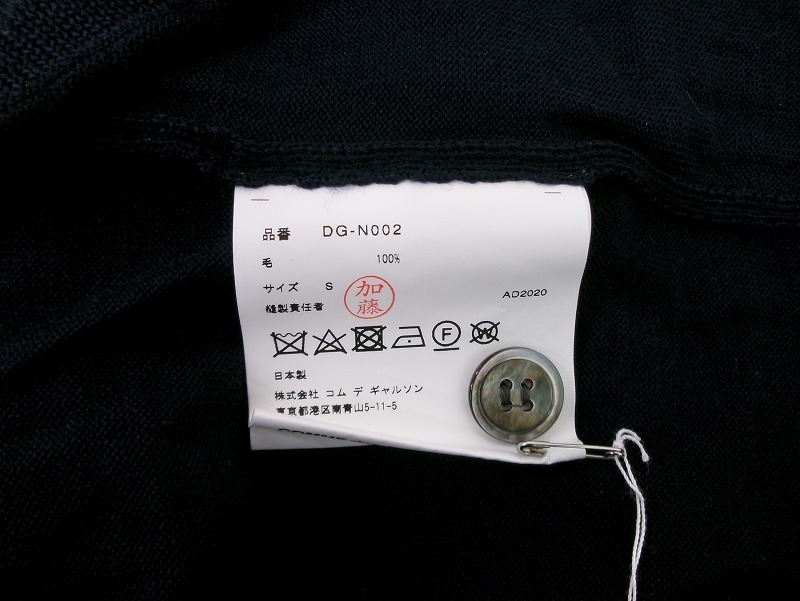 品番 DG-N002
毛 100%
サイズ S
縫製責任者 加藤
AD2020
F W
日本製
株式会社 コム デ ギャルソン
東京都港区南青山5-11-5